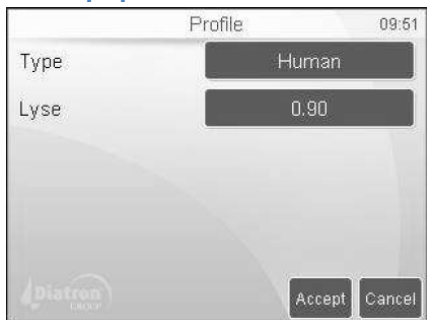 Profile 09:51
Type Human
Lyse 0.90
Diatron
GROUP
Accept Cancel